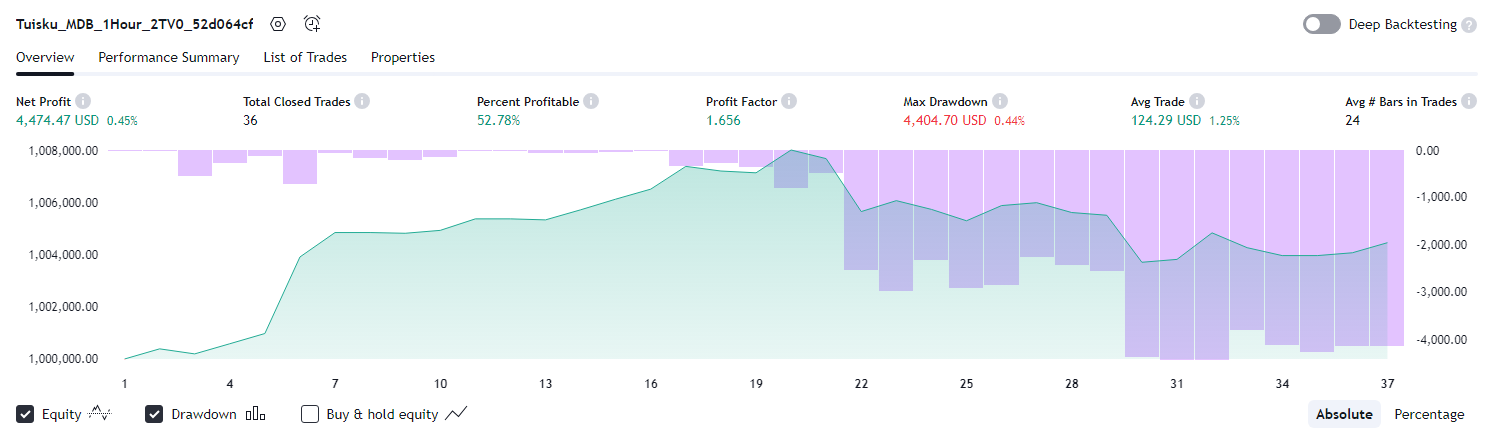 Tuisku_MDB_1Hour_2TV0_52d064cf Deep Backtesting ?
Overview Performance Summary List of Trades Properties
Net Profit i Total Closed Trades i Percent Profitable i Profit Factor i Max Drawdown i Avg Trade i Avg # Bars in Trades i
4,474.47 USD 0.45% 36 52.78% 1.656 4,404.70 USD 0.44% 124.29 USD 1.25% 24
1,008,000.00 0.00
1,006,000.00 -1,000.00
1,004,000.00 -2,000.00
1,002,000.00 -3,000.00
1,000,000.00 -4,000.00
1 4 7 10 13 16 19 22 25 28 31 34 37
Equity Drawdown Buy & hold equity Absolute Percentage